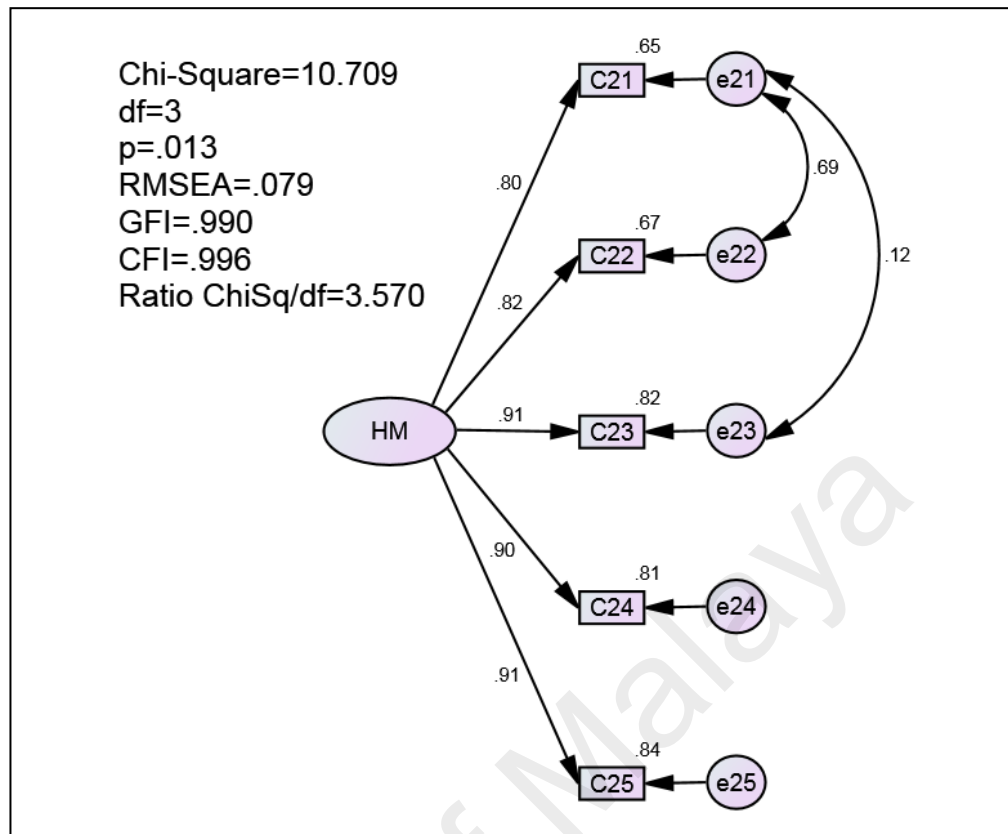 Chi-Square=10.709
df=3
p=.013
RMSEA=.079
GFI=.990
CFI=.996
Ratio ChiSq/df=3.570
.65
C21
e21
.80
.69
.67
C22
e22
.12
.82
.82
.91
C23
e23
HM
.90
.81
C24
e24
.91
.84
C25
e25
of Malaya